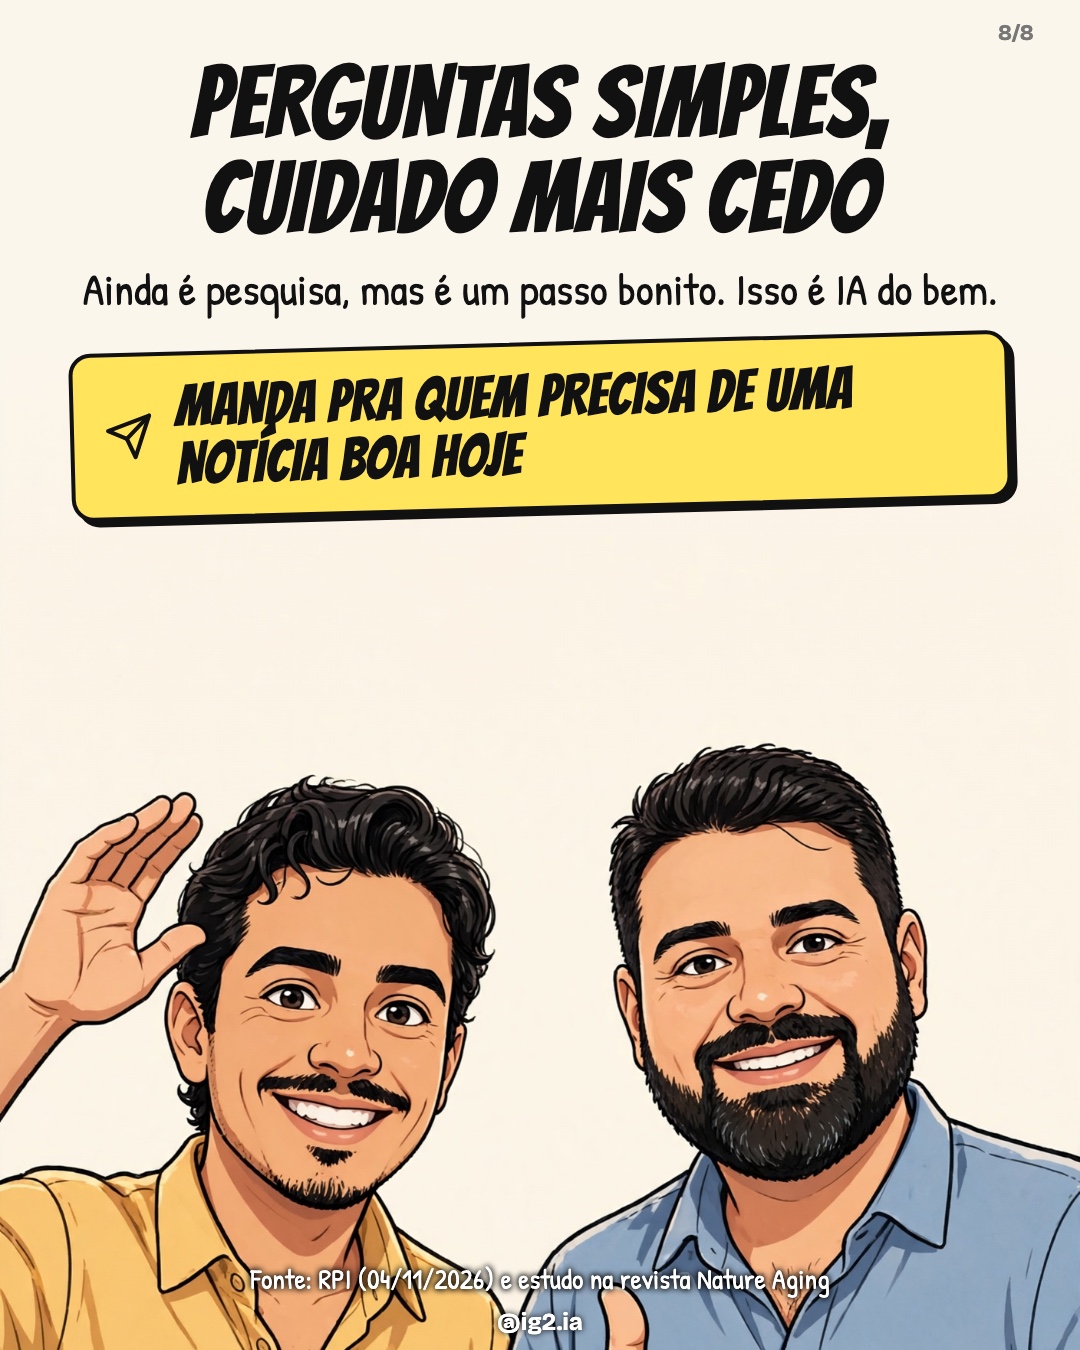 8/8
PERGUNTAS SIMPLES,
CUIDADO MAIS CEDO
Ainda é pesquisa, mas é um passo bonito. Isso é IA do bem.
MANDA PRA QUEM PRECISA DE UMA
NOTÍCIA BOA HOJE
Fonte: RPI (04/11/2026) e estudo na revista Nature Aging
@ig2.ia